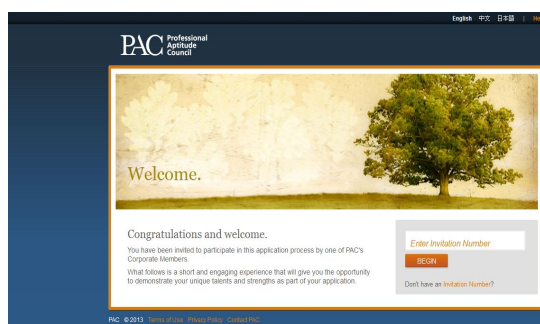 English 中文 日本語 |
PAC Professional
Aptitude
Council
Welcome.
Congratulations and welcome.
You have been invited to participate in this application process by one of PAC's
Corporate Members.
What follows is a short and engaging experience that will give you the opportunity
to demonstrate your unique talents and strengths as part of your application.
Enter Invitation Number
BEGIN
Don't have an Invitation Number?
PAC © 2013 Terms of Use Privacy Policy Contact PAC